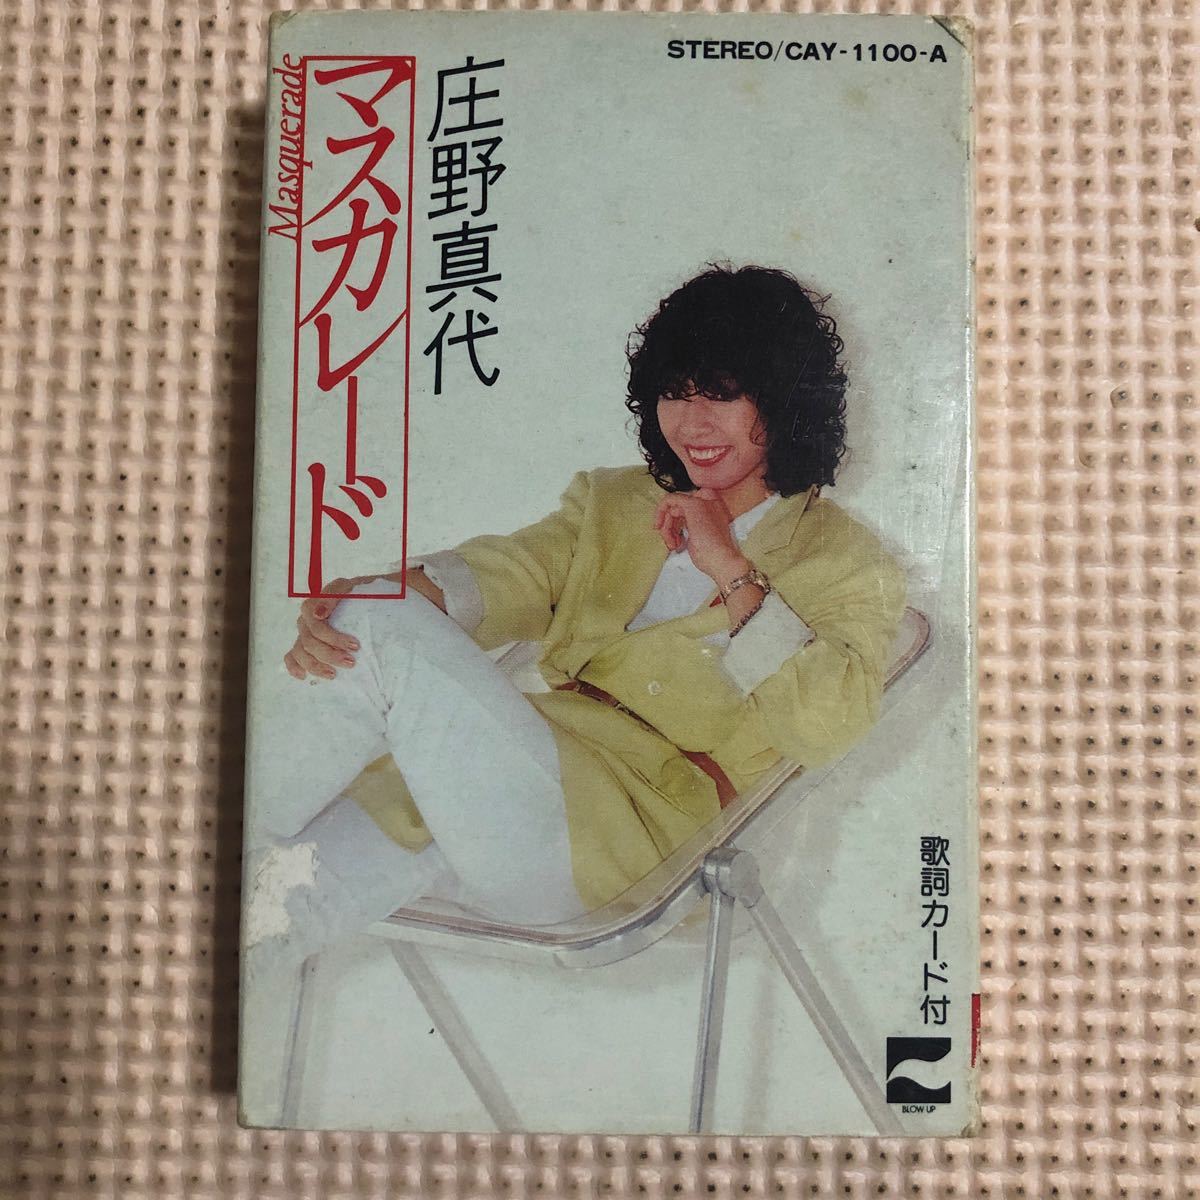 STEREO/CAY-1100-A
庄野真代
マスカレード
Masquerade
歌詞カード付
BLOW UP